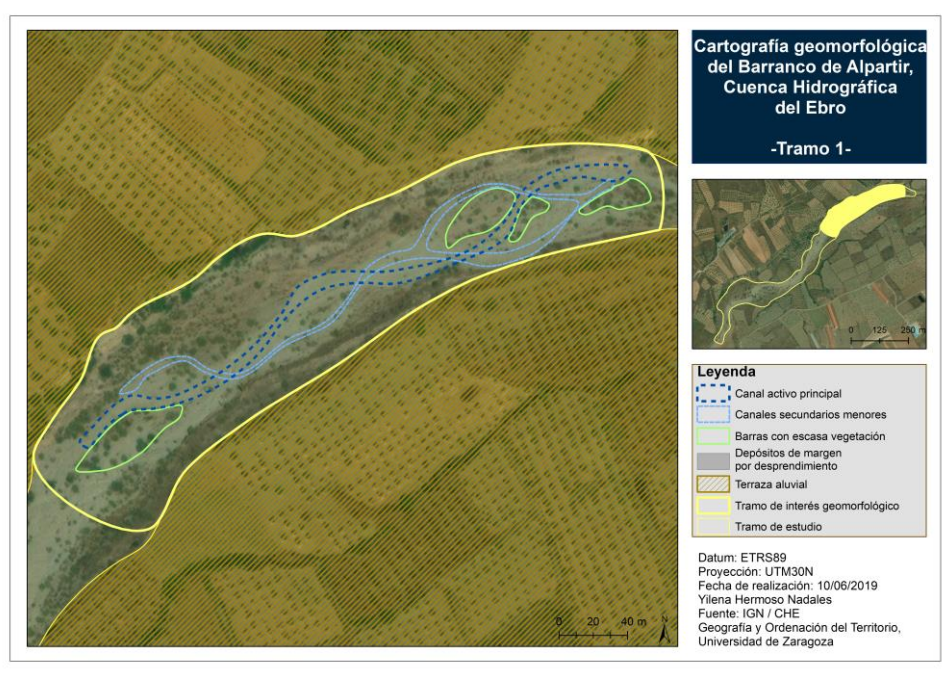 Cartografía geomorfológica
del Barranco de Alpartir,
Cuenca Hidrográfica
del Ebro
-Tramo 1-
0 125 250 m
Leyenda
Canal activo principal
Canales secundarios menores
Barras con escasa vegetación
Depósitos de margen
por desprendimiento
Terraza aluvial
Tramo de interés geomorfológico
Tramo de estudio
Datum: ETRS89
Proyección: UTM30N
Fecha de realización: 10/06/2019
Yilena Hermoso Nadales
Fuente: IGN / CHE
Geografía y Ordenación del Territorio,
Universidad de Zaragoza
0 20 40 m
N